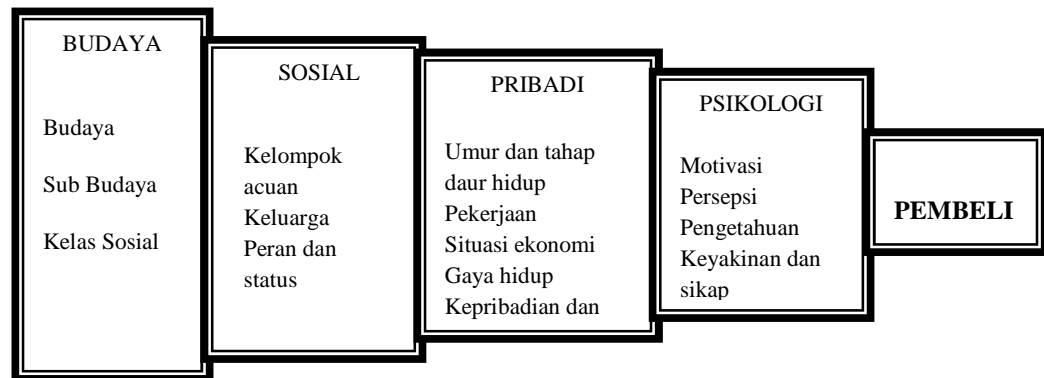 BUDAYA
Budaya
Sub Budaya
Kelas Sosial
SOSIAL
Kelompok
acuan
Keluarga
Peran dan
status
PRIBADI
Umur dan tahap
daur hidup
Pekerjaan
Situasi ekonomi
Gaya hidup
Kepribadian dan
PSIKOLOGI
Motivasi
Persepsi
Pengetahuan
Keyakinan dan
sikap
PEMBELI